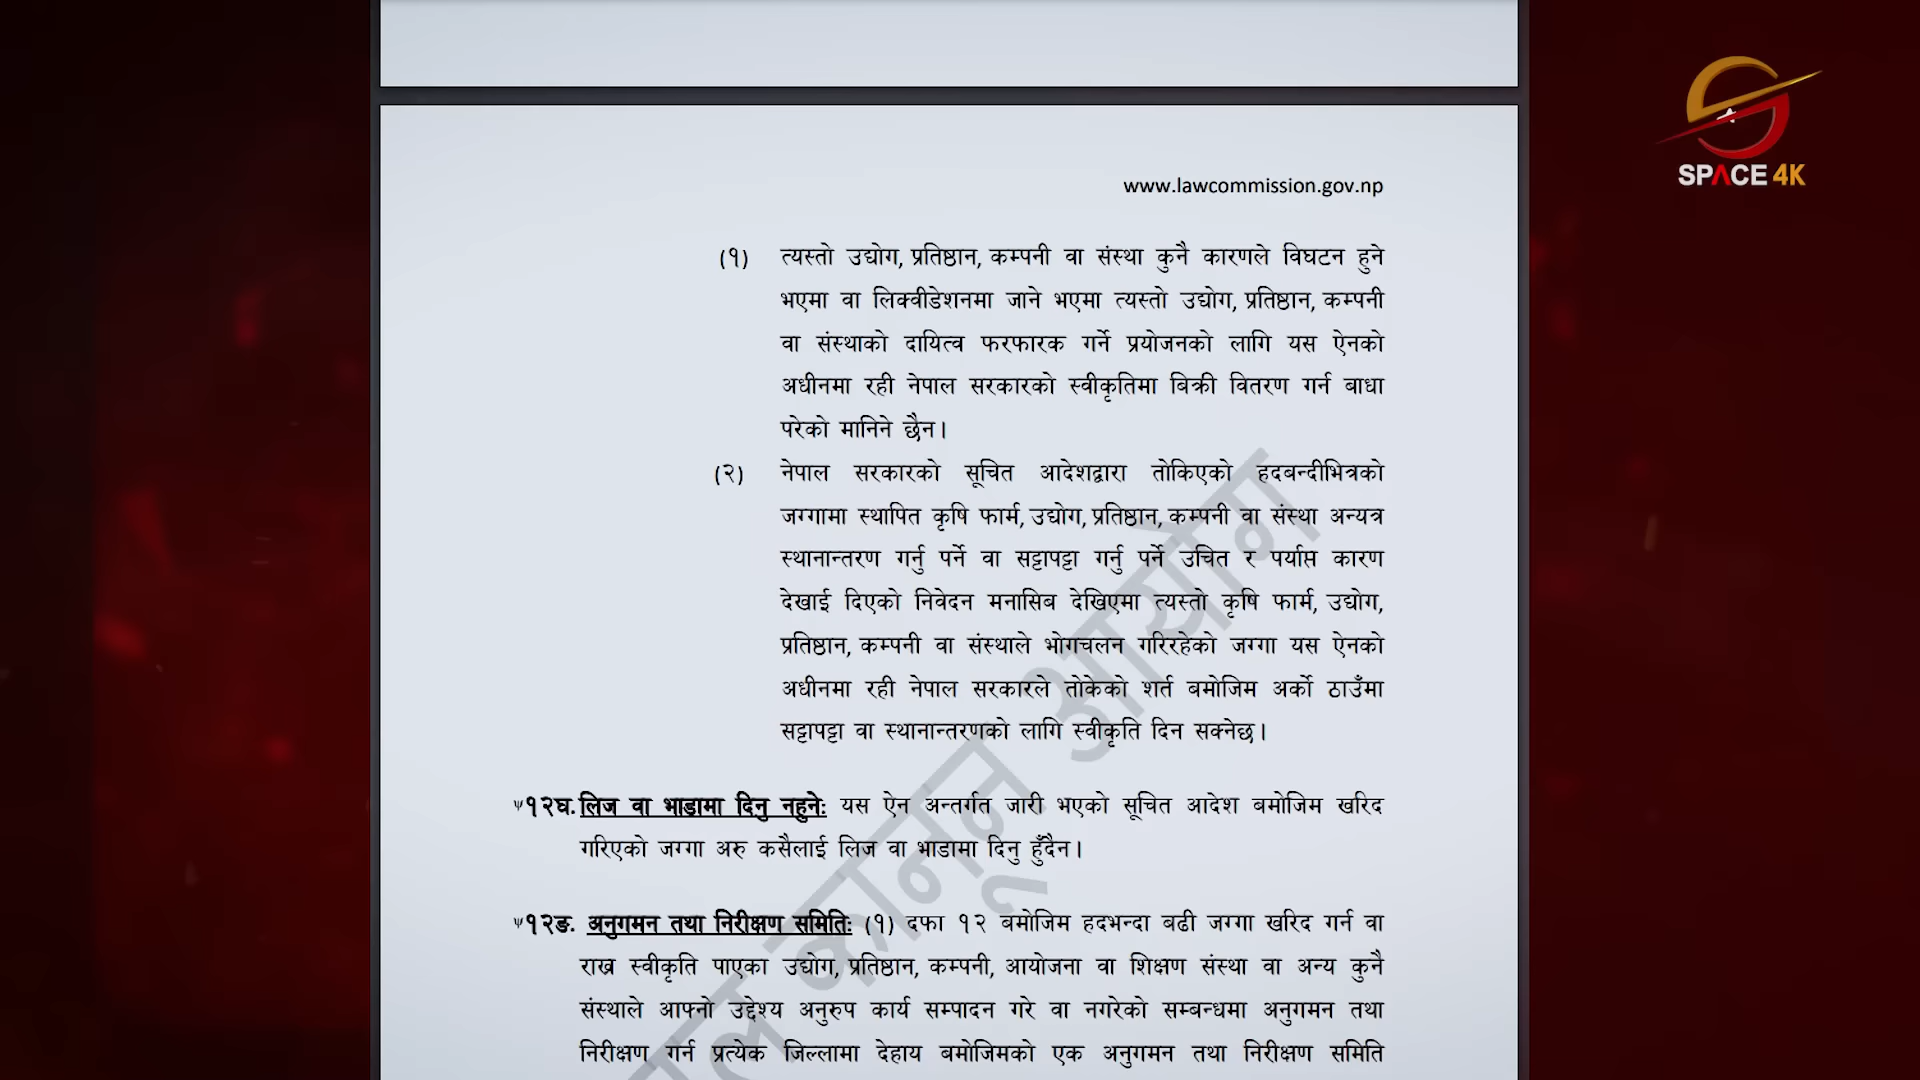 SPACE 4K
www.lawcommission.gov.np
(१) त्यस्तो उद्योग, प्रतिष्ठान, कम्पनी वा संस्था कुनै कारणले विघटन हुने
भएमा वा लिक्वीडेशनमा जाने भएमा त्यस्तो उद्योग, प्रतिष्ठान, कम्पनी
वा संस्थाको दायित्व फरफारक गर्ने प्रयोजनको लागि यस ऐनको
अधीनमा रही नेपाल सरकारको स्वीकृतिमा बिक्री वितरण गर्न बाधा
परेको मानिने छैन।
(२) नेपाल सरकारको सूचित आदेशद्वारा तोकिएको हदबन्दीभित्रको
जग्गामा स्थापित कृषि फार्म, उद्योग, प्रतिष्ठान, कम्पनी वा संस्था अन्यत्र
स्थानान्तरण गर्नु पर्ने वा सट्टापट्टा गर्नु पर्ने उचित र पर्याप्त कारण
देखाई दिएको निवेदन मनासिब देखिएमा त्यस्तो कृषि फार्म, उद्योग,
प्रतिष्ठान, कम्पनी वा संस्थाले भोगचलन गरिरहेको जग्गा यस ऐनको
अधीनमा रही नेपाल सरकारले तोकेको शर्त बमोजिम अर्को ठाउँमा
सट्टापट्टा वा स्थानान्तरणको लागि स्वीकृति दिन सक्नेछ।
ψ१२घ. लिज वा भाडामा दिनु नहुनेः यस ऐन अन्तर्गत जारी भएको सूचित आदेश बमोजिम खरिद
गरिएको जग्गा अरु कसैलाई लिज वा भाडामा दिनु हुँदैन।
ψ१२ङ. अनुगमन तथा निरीक्षण समितिः (१) दफा १२ बमोजिम हदभन्दा बढी जग्गा खरिद गर्न वा
राख्न स्वीकृति पाएका उद्योग, प्रतिष्ठान, कम्पनी, आयोजना वा शिक्षण संस्था वा अन्य कुनै
संस्थाले आफ्नो उद्देश्य अनुरुप कार्य सम्पादन गरे वा नगरेको सम्बन्धमा अनुगमन तथा
निरीक्षण गर्न प्रत्येक जिल्लामा देहाय बमोजिमको एक अनुगमन तथा निरीक्षण समिति
कानून आयोग